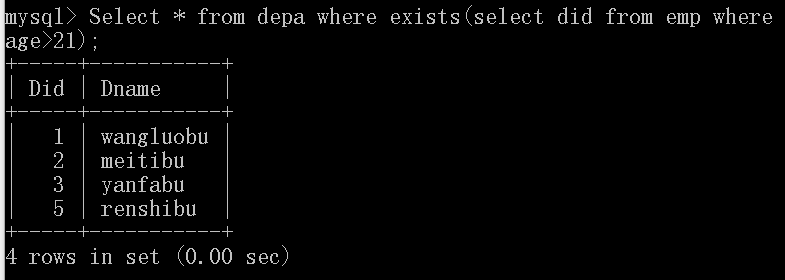 mysql> Select * from depa where exists(select did from emp where
age>21);
+-----+-----------+
| Did | Dname     |
+-----+-----------+
|   1 | wangluobu |
|   2 | meitibu   |
|   3 | yanfabu   |
|   5 | renshibu  |
+-----+-----------+
4 rows in set (0.00 sec)